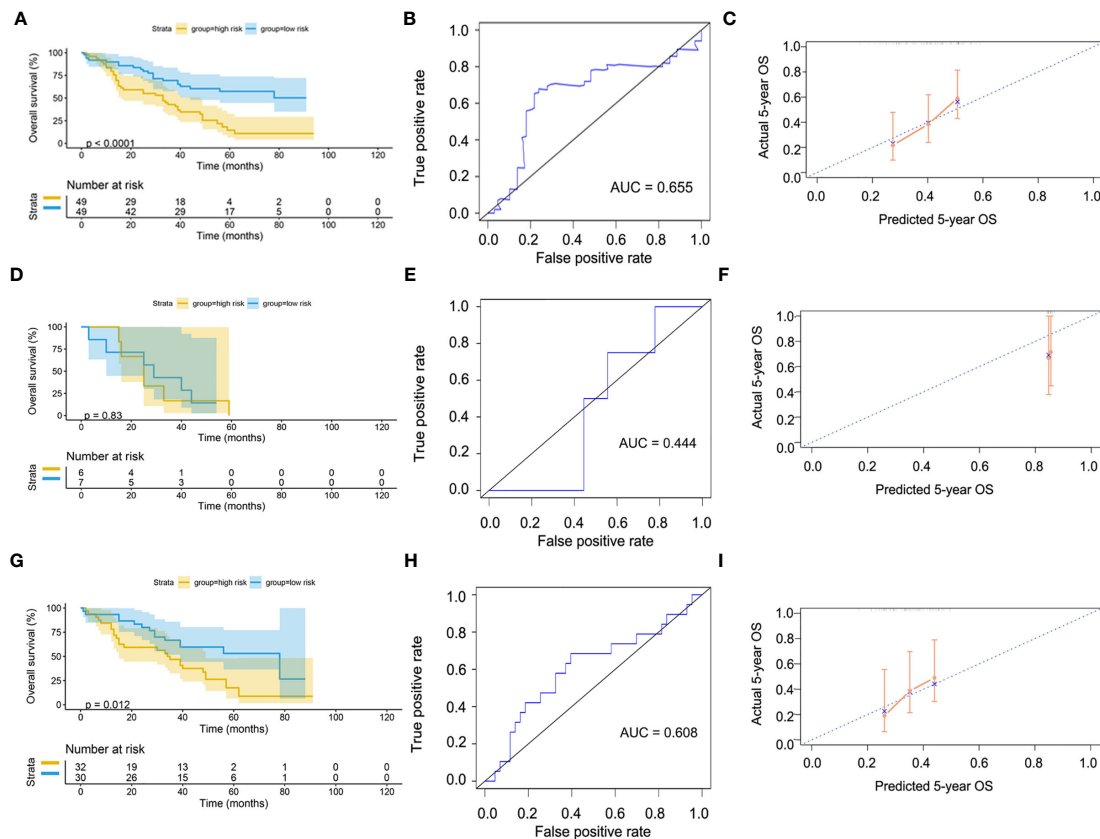 A
Strata group=high risk group=low risk
Overall survival (%)
100
75
50
25
0
p < 0.0001
0 20 40 60 80 100 120
Time (months)
Number at risk
Strata
49 29 18 4 2 0 0
49 42 29 17 5 0 0
0 20 40 60 80 100 120
Time (months)
B
True positive rate
1.0
0.8
0.6
0.4
0.2
0.0
AUC = 0.655
0.0 0.2 0.4 0.6 0.8 1.0
False positive rate
C
Actual 5-year OS
1.0
0.8
0.6
0.4
0.2
0.0
0.0 0.2 0.4 0.6 0.8 1.0
Predicted 5-year OS
D
Strata group=high risk group=low risk
Overall survival (%)
100
75
50
25
0
p = 0.83
0 20 40 60 80 100 120
Time (months)
Number at risk
Strata
6 4 1 0 0 0 0
7 5 3 0 0 0 0
0 20 40 60 80 100 120
Time (months)
E
True positive rate
1.0
0.8
0.6
0.4
0.2
0.0
AUC = 0.444
0.0 0.2 0.4 0.6 0.8 1.0
False positive rate
F
Actual 5-year OS
1.0
0.8
0.6
0.4
0.2
0.0
0.0 0.2 0.4 0.6 0.8 1.0
Predicted 5-year OS
G
Strata group=high risk group=low risk
Overall survival (%)
100
75
50
25
0
p = 0.012
0 20 40 60 80 100 120
Time (months)
Number at risk
Strata
32 19 13 2 1 0 0
30 26 15 6 1 0 0
0 20 40 60 80 100 120
Time (months)
H
True positive rate
1.0
0.8
0.6
0.4
0.2
0.0
AUC = 0.608
0.0 0.2 0.4 0.6 0.8 1.0
False positive rate
I
Actual 5-year OS
1.0
0.8
0.6
0.4
0.2
0.0
0.0 0.2 0.4 0.6 0.8 1.0
Predicted 5-year OS